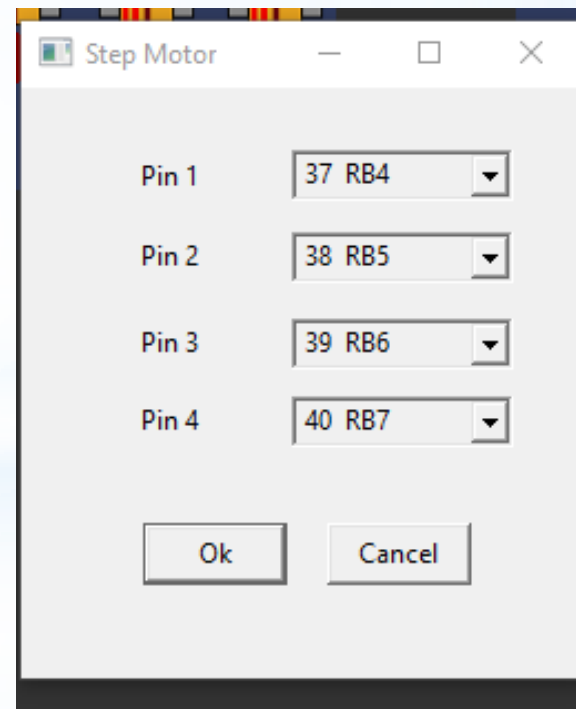 Step Motor
Pin 1 37 RB4
Pin 2 38 RB5
Pin 3 39 RB6
Pin 4 40 RB7
Ok Cancel